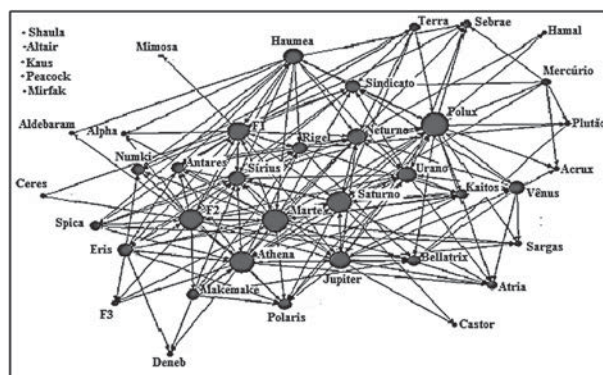 Shaula
Altair
Kaus
Peacock
Mirfak
Mimosa
Haumea
Terra
Sebrae
Hamal
Sindicato
Mercúrio
Polux
Aldebaram
Alpha
F1
Rigel
Neturno
Plutão
Numki
Antares
Sírius
Urano
Acrux
Ceres
Saturno
Kaitos
Vênus
Spica
F2
Marte
Eris
Athena
Jupiter
Bellatrix
Sargas
Makemake
Polaris
Atria
F3
Castor
Deneb